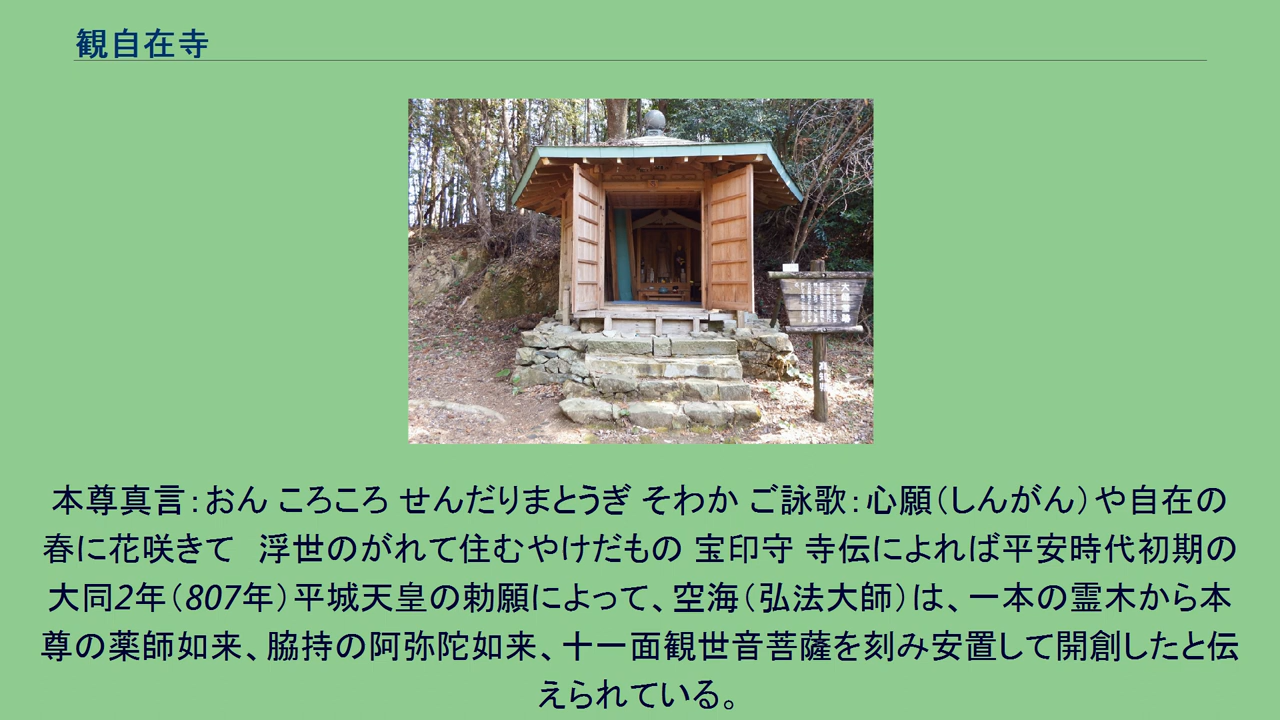 観自在寺
本尊真言：おん ころころ せんだりまとうぎ そわか ご詠歌：心願（しんがん）や自在の
春に花咲きて　浮世のがれて住むやけだもの 宝印守 寺伝によれば平安時代初期の
大同2年（807年）平城天皇の勅願によって、空海（弘法大師）は、一本の霊木から本
尊の薬師如来、脇持の阿弥陀如来、十一面観世音菩薩を刻み安置して開創したと伝
えられている。